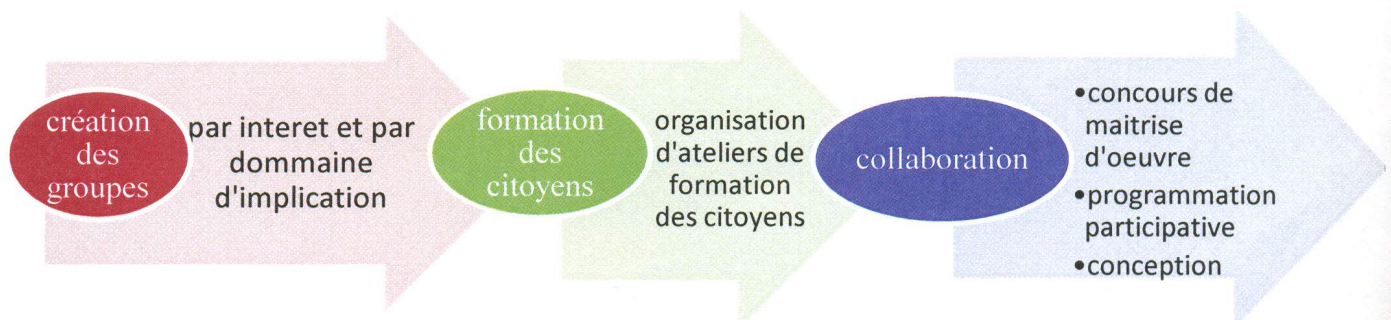 création
des
groupes
par interet et par
dommaine
d'implication
formation
des
citoyens
organisation
d'ateliers de
formation
des citoyens
collaboration
•concours de
maitrise
d'oeuvre
•programmation
participative
•conception